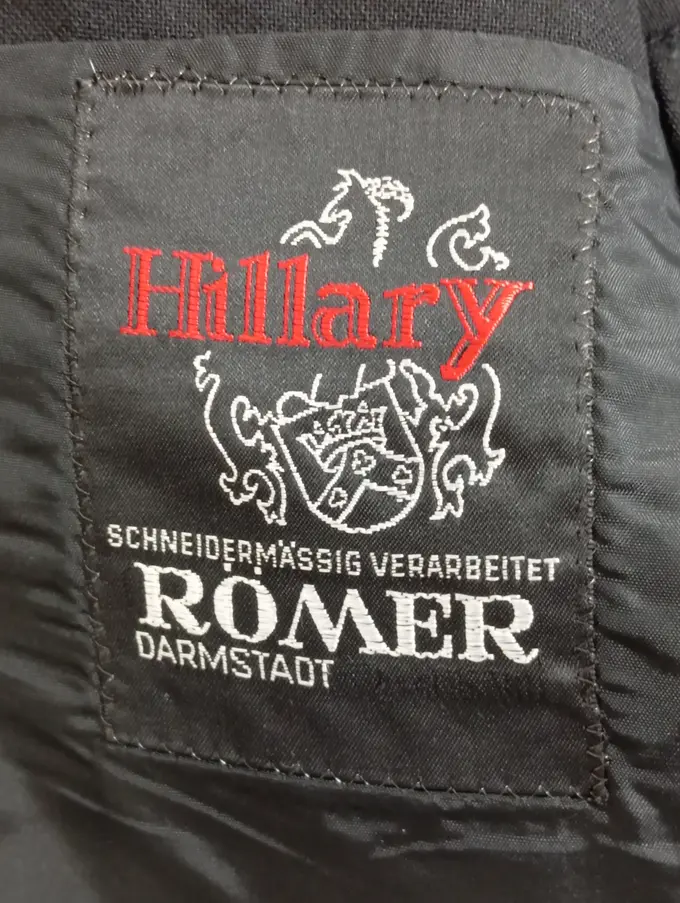 Hillary
SCHNEIDERMÄSSIG VERARBEITET
RÖMER
DARMSTADT